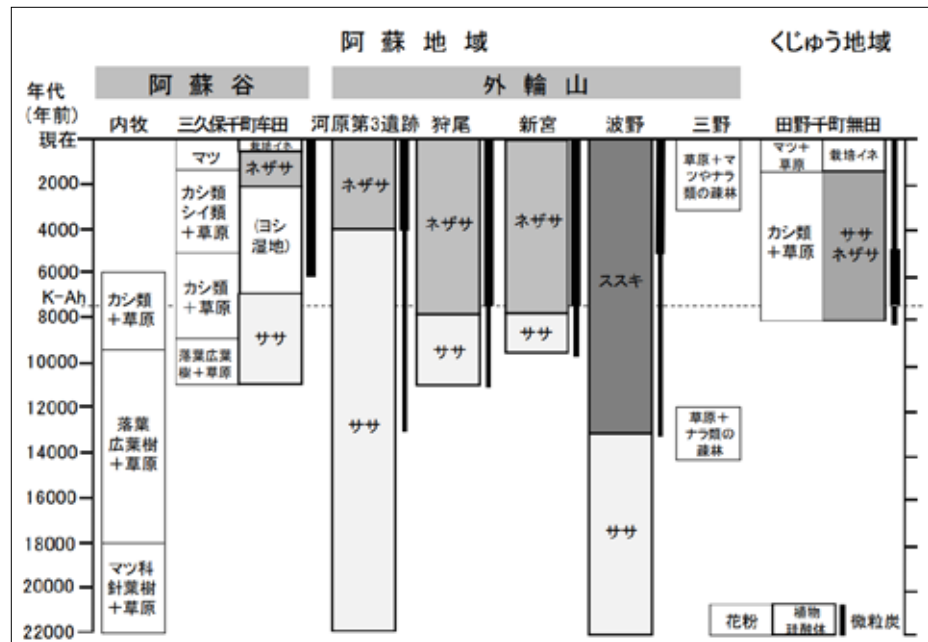 阿蘇地域
くじゅう地域
阿蘇谷
外輪山
年代
(年前)
現在
内牧
三久保千町牟田
河原第3遺跡
狩尾
新宮
波野
三野
田野千町無田
2000
4000
6000
K-Ah
8000
10000
12000
14000
16000
18000
20000
22000
カシ類
+草原
落葉
広葉樹
+草原
マツ科
針葉樹
+草原
マツ
カシ類
シイ類
+草原
カシ類
+草原
落葉広葉
樹+草原
栽培イネ
ネザサ
(ヨシ
湿地)
ササ
ネザサ
ササ
ネザサ
ササ
ネザサ
ササ
ススキ
ササ
草原+マ
ツやナラ
類の疎林
草原+
ナラ類の
疎林
マツ+
草原
カシ類
+草原
栽培イネ
ササ
ネザサ
花粉
植物
珪酸体
微粒炭